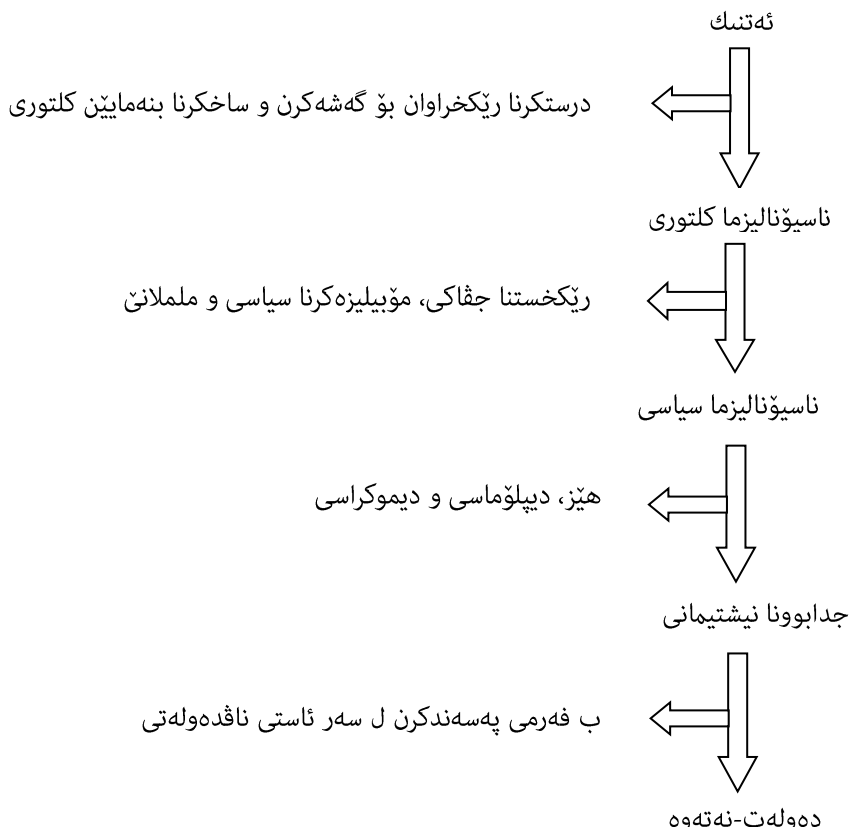 ئەتنیك
درستکرنا رێکخراوان بۆ گەشەکرن و ساخکرنا بنەمایێن کلتوری
ناسیۆنالیزما کلتوری
رێکخستنا جڤاکی، مۆبیلیزەکرنا سیاسی و ململانێ
ناسیۆنالیزما سیاسی
هێز، دیپلۆماسی و دیموکراسی
جدابوونا نیشتیمانی
ب فەرمی پەسەندکرن ل سەر ئاستی ناڤدەولەتی
دەولەت-نەتەوە